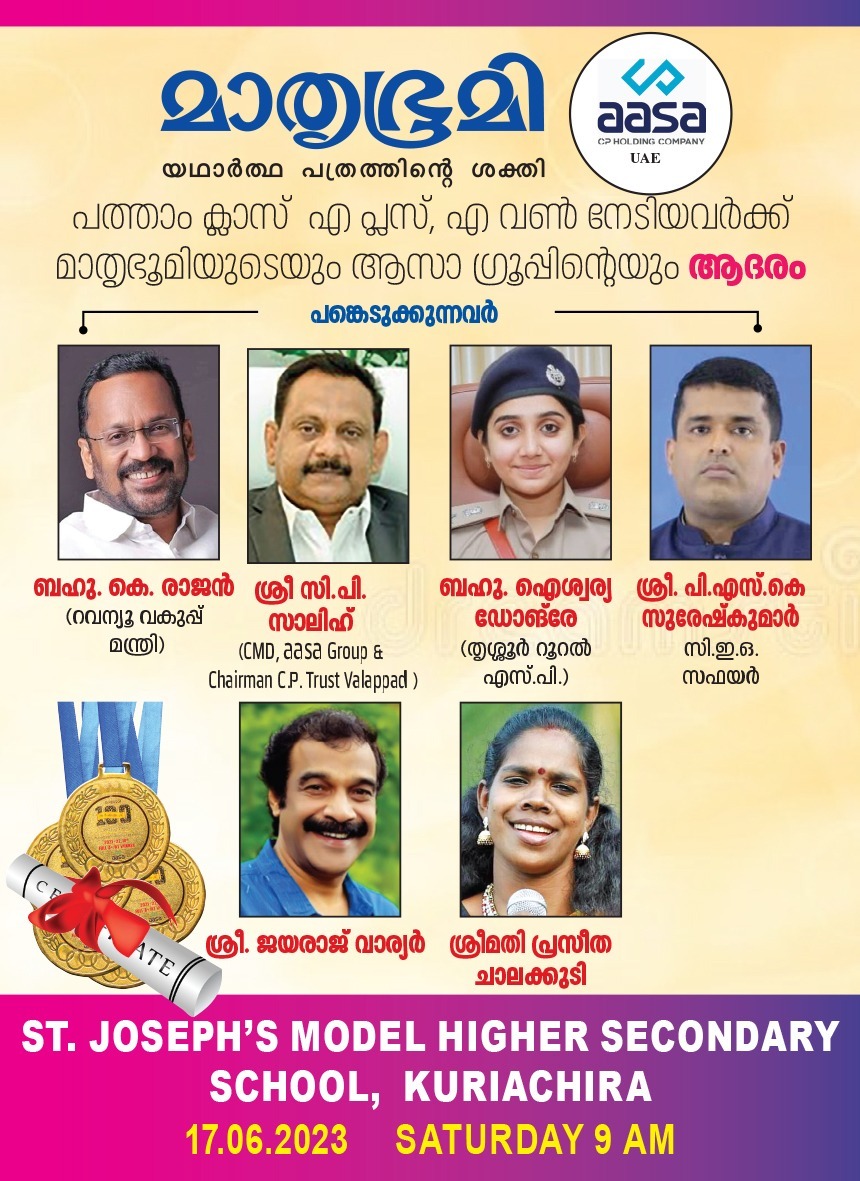 മാതൃഭൂമി
യഥാർത്ഥ പത്രത്തിന്റെ ശക്തി
aasa
CP HOLDING COMPANY
UAE
പത്താം ക്ലാസ് എ പ്ലസ്, എ വൺ നേടിയവർക്ക്
മാതൃഭൂമിയുടെയും ആസാ ഗ്രൂപ്പിന്റെയും ആദരം
പങ്കെടുക്കുന്നവർ
ബഹു. കെ. രാജൻ
(റവന്യൂ വകുപ്പ്
മന്ത്രി)
ശ്രീ സി.പി.
സാലിഹ്
(CMD, aasa Group &
Chairman C.P. Trust Valappad )
ബഹു. ഐശ്വര്യ
ഡോങ്രേ
(തൃശ്ശൂർ റൂറൽ
എസ്.പി.)
ശ്രീ. പി.എസ്.കെ
സുരേഷ്കുമാർ
സി.ഇ.ഒ.
സഫയർ
ശ്രീ. ജയരാജ് വാര്യർ
ശ്രീമതി പ്രസീത
ചാലക്കുടി
ST. JOSEPH'S MODEL HIGHER SECONDARY
SCHOOL, KURIACHIRA
17.06.2023 SATURDAY 9 AM